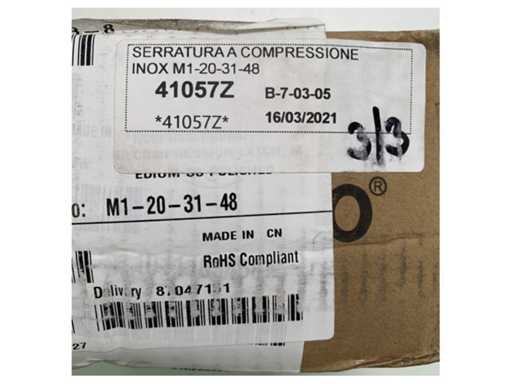 SERRATURA A COMPRESSIONE
INOX M1-20-31-48
41057Z B-7-03-05
*41057Z* 16/03/2021
3/3
M1-20-31-48
MADE IN CN
RoHS Compliant
Delivery
27